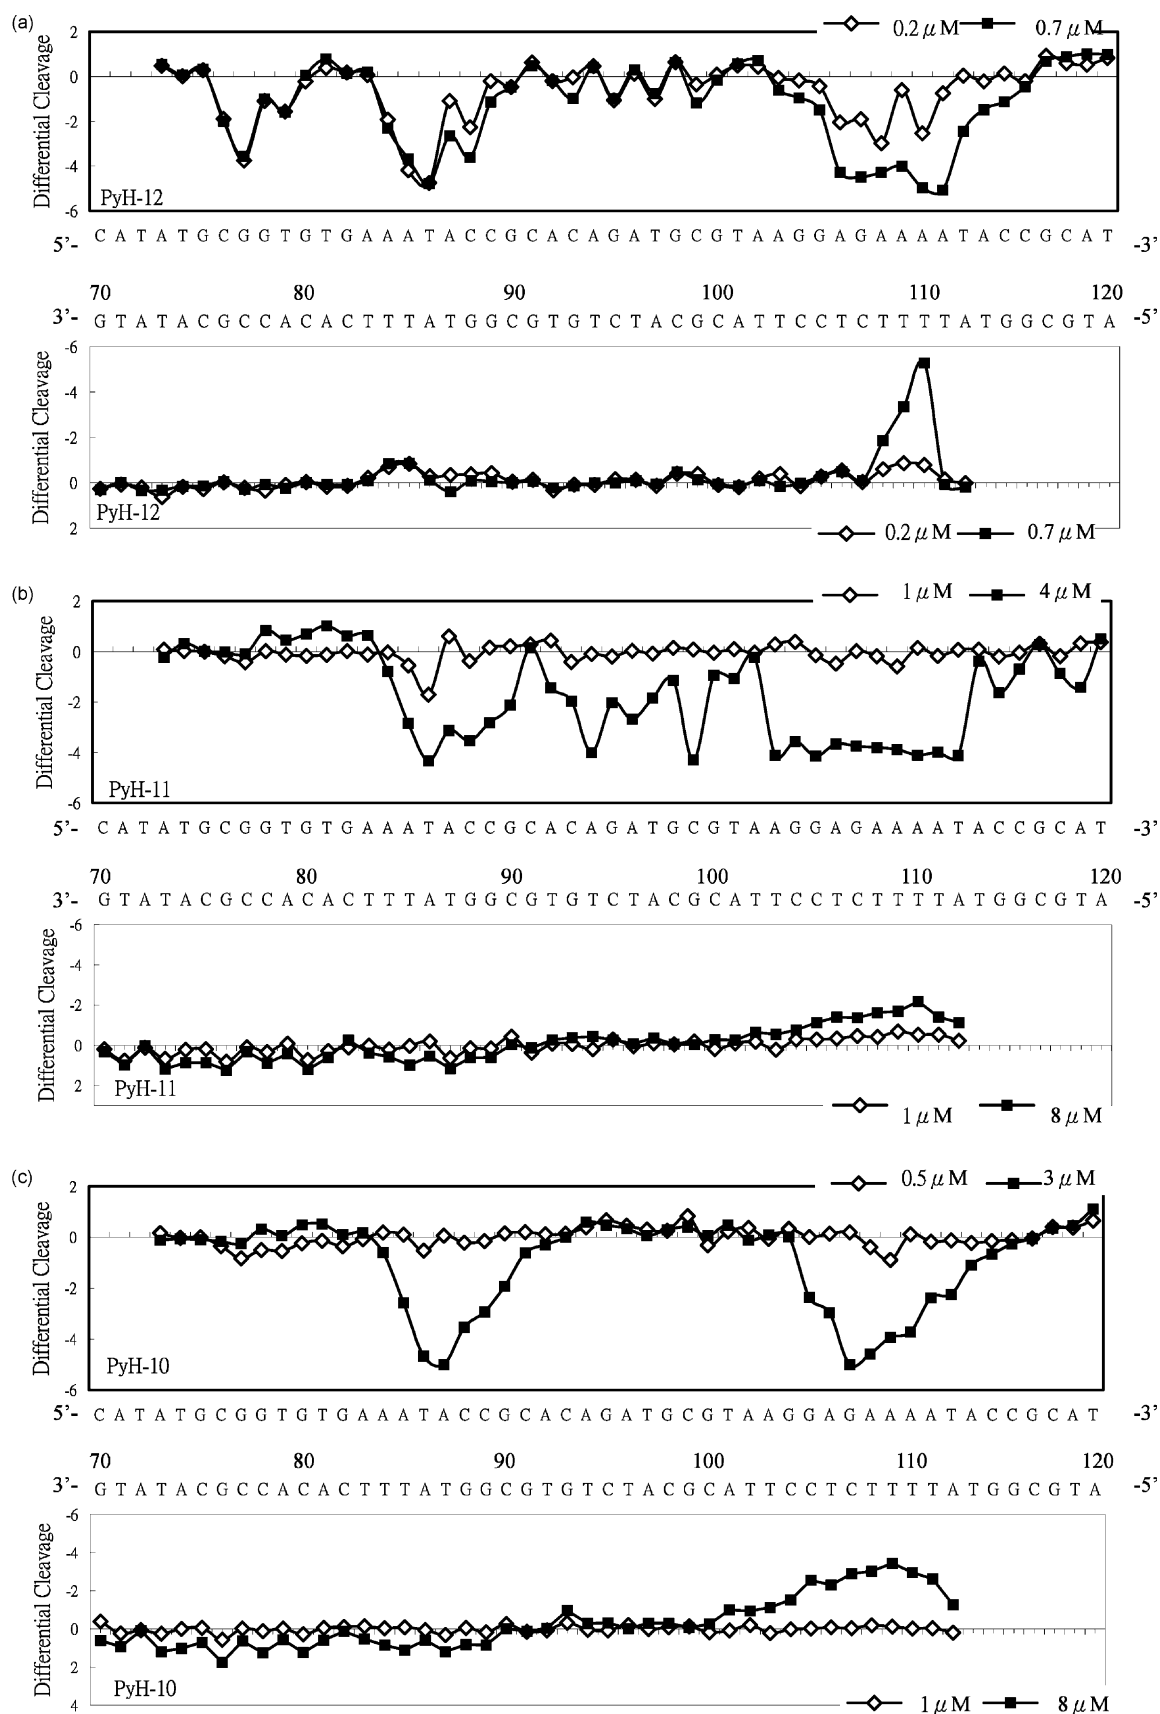 (a)
0.2 μM 0.7 μM
Differential Cleavage
2
0
-2
-4
-6
PyH-12
5'- C A T A T G C G G T G T G A A A T A C C G C A C A G A T G C G T A A G G A G A A A A T A C C G C A T -3'
70 80 90 100 110 120
3'- G T A T A C G C C A C A C T T T A T G G C G T G T C T A C G C A T T C C T C T T T T A T G G C G T A -5'
Differential Cleavage
-6
-4
-2
0
2
PyH-12
0.2 μM 0.7 μM
(b)
1 μM 4 μM
Differential Cleavage
2
0
-2
-4
-6
PyH-11
5'- C A T A T G C G G T G T G A A A T A C C G C A C A G A T G C G T A A G G A G A A A A T A C C G C A T -3'
70 80 90 100 110 120
3'- G T A T A C G C C A C A C T T T A T G G C G T G T C T A C G C A T T C C T C T T T T A T G G C G T A -5'
Differential Cleavage
-6
-4
-2
0
2
PyH-11
1 μM 8 μM
(c)
0.5 μM 3 μM
Differential Cleavage
2
0
-2
-4
-6
PyH-10
5'- C A T A T G C G G T G T G A A A T A C C G C A C A G A T G C G T A A G G A G A A A A T A C C G C A T -3'
70 80 90 100 110 120
3'- G T A T A C G C C A C A C T T T A T G G C G T G T C T A C G C A T T C C T C T T T T A T G G C G T A -5'
Differential Cleavage
-6
-4
-2
0
2
4
PyH-10
1 μM 8 μM